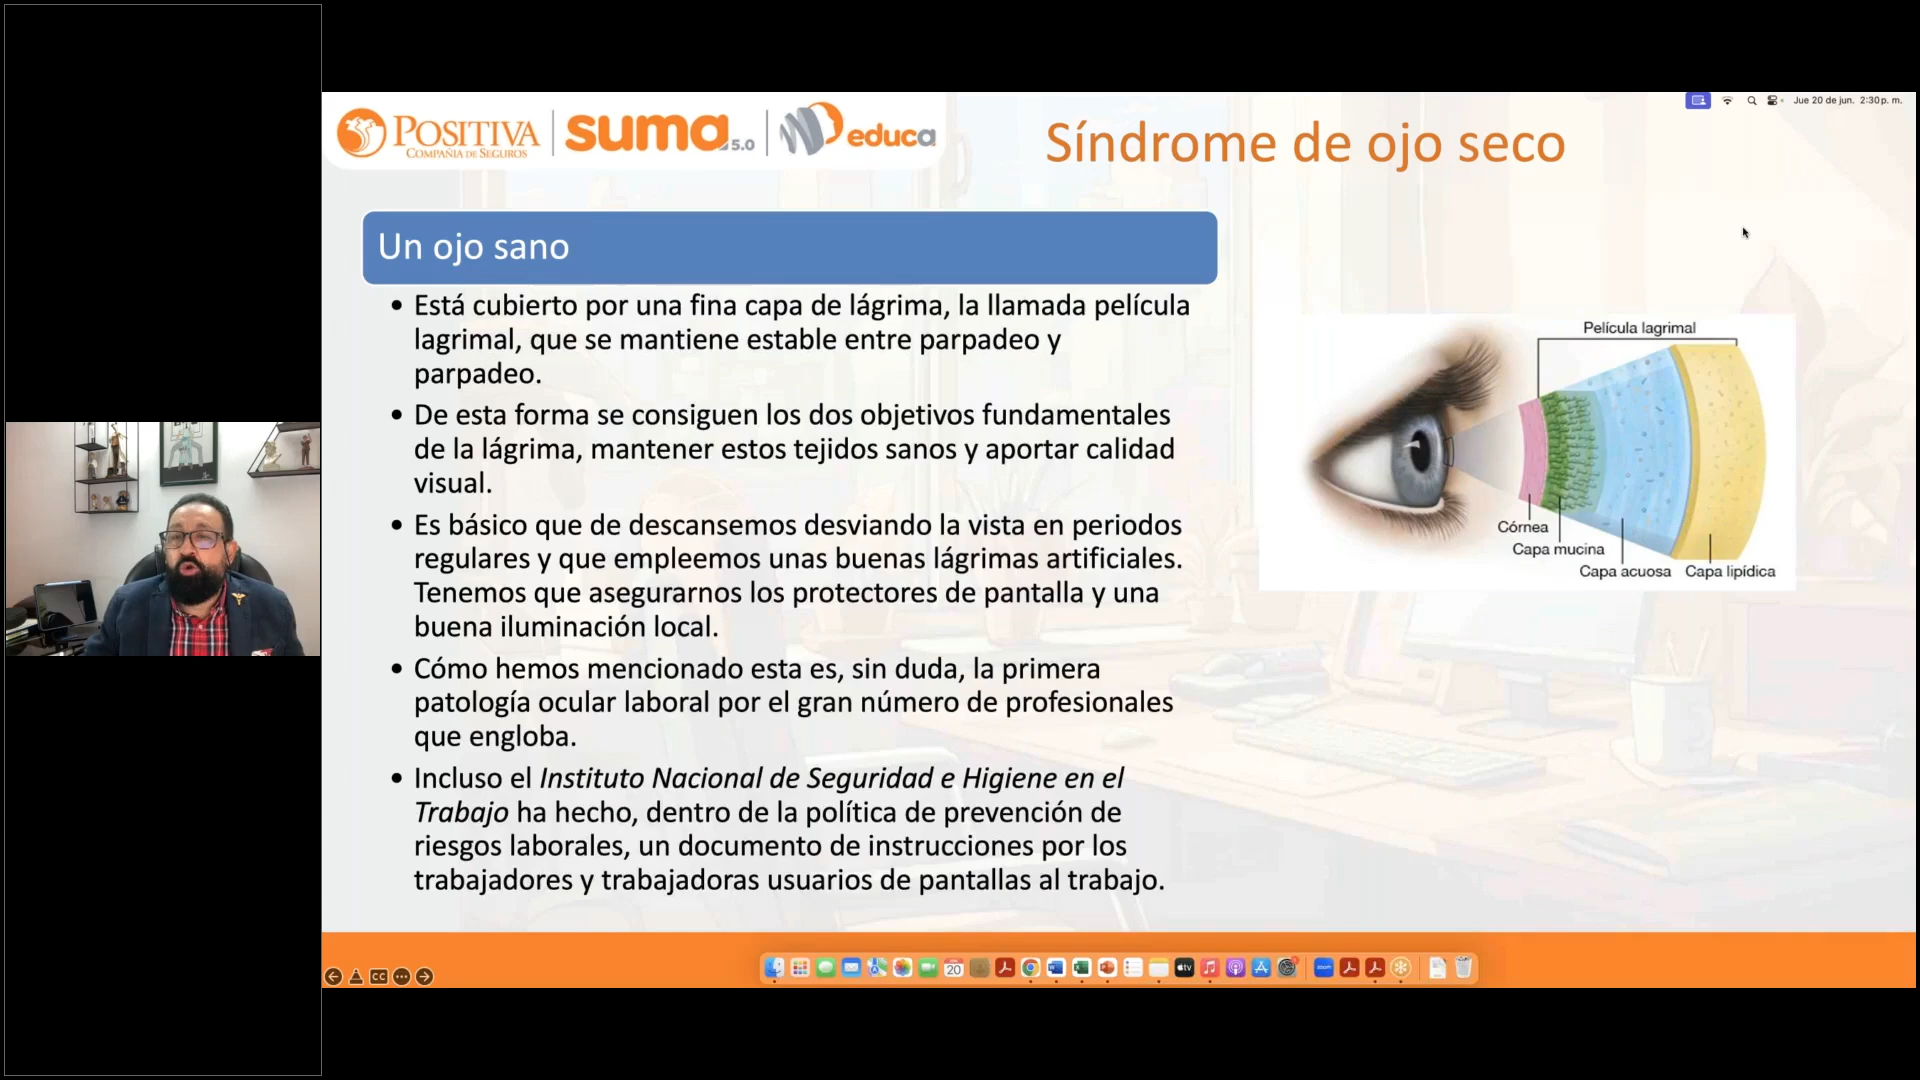 Jue 20 de jun. 2:30 p. m.
POSITIVA
COMPAÑÍA DE SEGUROS
suma 5.0
educa
Síndrome de ojo seco
Un ojo sano
• Está cubierto por una fina capa de lágrima, la llamada película
lagrimal, que se mantiene estable entre parpadeo y
parpadeo.
• De esta forma se consiguen los dos objetivos fundamentales
de la lágrima, mantener estos tejidos sanos y aportar calidad
visual.
• Es básico que de descansemos desviando la vista en periodos
regulares y que empleemos unas buenas lágrimas artificiales.
Tenemos que asegurarnos los protectores de pantalla y una
buena iluminación local.
• Cómo hemos mencionado esta es, sin duda, la primera
patología ocular laboral por el gran número de profesionales
que engloba.
• Incluso el Instituto Nacional de Seguridad e Higiene en el
Trabajo ha hecho, dentro de la política de prevención de
riesgos laborales, un documento de instrucciones por los
trabajadores y trabajadoras usuarios de pantallas al trabajo.
Película lagrimal
Córnea
Capa mucina
Capa acuosa
Capa lipídica
CC
20
tv
zoom